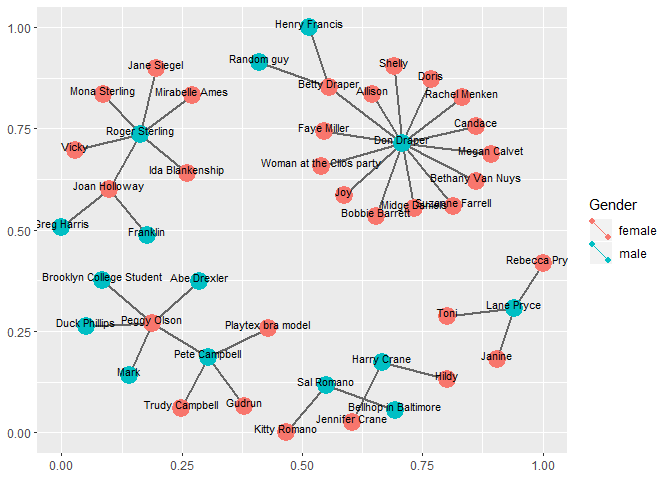 1.00
Henry Francis
Random guy
Jane Siegel
Shelly
Doris
Mona Sterling
Mirabelle Ames
Betty Draper
Allison
Rachel Menken
0.75
Roger Sterling
Faye Miller
Candace
Don Draper
Vicky
Megan Calvet
Woman at the Clios party
Ida Blankenship
Bethany Van Nuys
Joan Holloway
Joy
Midge Daniels
Suzanne Farrell
Bobbie Barrett
Greg Harris
0.50
Franklin
Gender
female
male
Rebecca Pry
Brooklyn College Student
Abe Drexler
Lane Pryce
Toni
Duck Phillips
Peggy Olson
Playtex bra model
0.25
Pete Campbell
Harry Crane
Janine
Mark
Sal Romano
Hildy
Trudy Campbell
Gudrun
Bellhop in Baltimore
Jennifer Crane
Kitty Romano
0.00
0.00
0.25
0.50
0.75
1.00